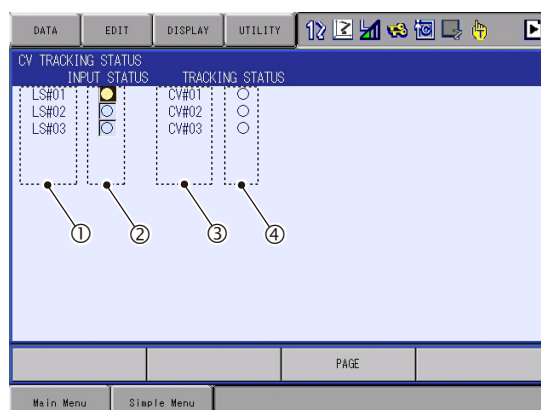 DATA EDIT DISPLAY UTILITY
CV TRACKING STATUS
INPUT STATUS TRACKING STATUS
LS#01 CV#01
LS#02 CV#02
LS#03 CV#03
① ② ③ ④
PAGE
Main Menu Simple Menu